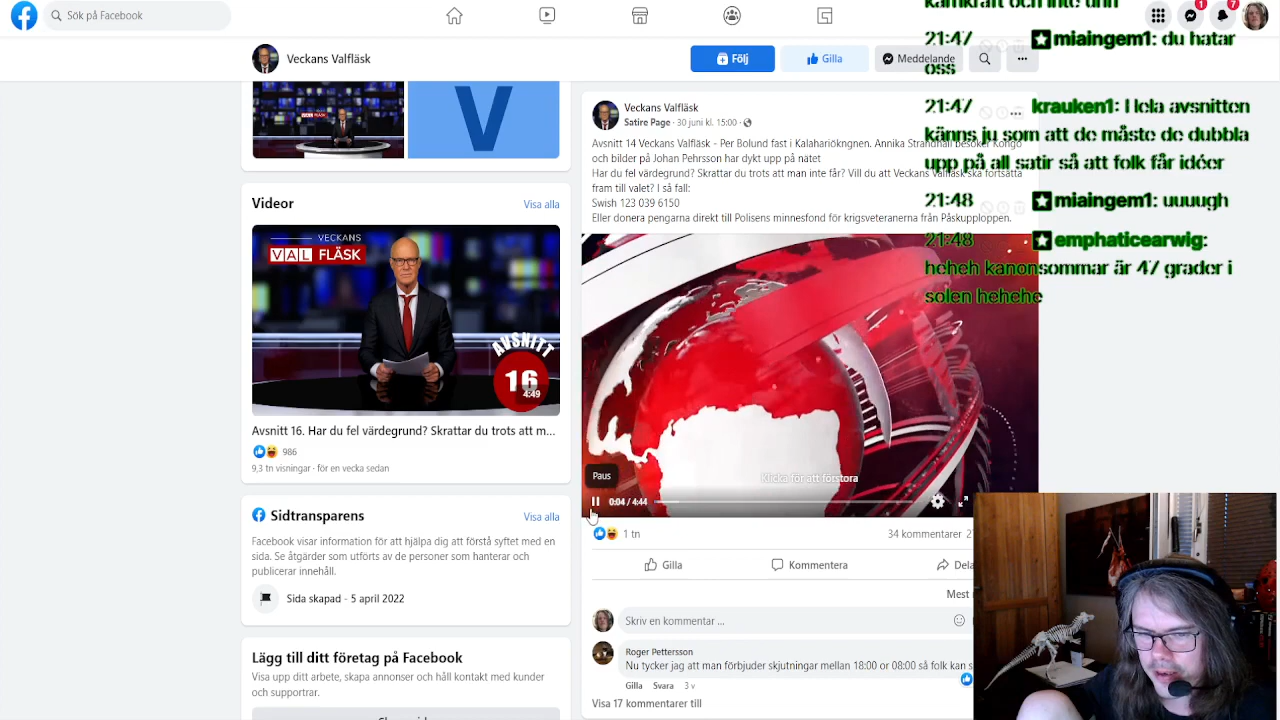 Sök på Facebook
1
7
Veckans Valfläsk
Följ
Gilla
Meddelande
21:47 miaingem1: du hatar
oss
21:47 krauken1: I lela avsnitten
känns ju som att de måste de dubbla
upp på all satir så att folk får idéer
21:48 miaingem1: uuuugh
21:48 emphaticearwig:
heheh kanonsommar är 47 grader i
solen hehehe
VAL FLÄSK
V
Videor
Visa alla
VECKANS
VAL FLÄSK
AVSNITT
16
4:49
Avsnitt 16. Har du fel värdegrund? Skrattar du trots att m...
986
9,3 tn visningar · för en vecka sedan
Sidtransparens
Visa alla
Facebook visar information för att hjälpa dig att förstå syftet med en
sida. Se åtgärder som utförts av de personer som hanterar och
publicerar innehåll.
Sida skapad - 5 april 2022
Lägg till ditt företag på Facebook
Visa upp ditt arbete, skapa annonser och håll kontakt med kunder
och supportrar.
Veckans Valfläsk
Satire Page · 30 juni kl. 15:00 ·
Avsnitt 14 Veckans Valfläsk - Per Bolund fast i Kalahariökngnen. Annika Strandhäll besöker Kongo
och bilder på Johan Pehrsson har dykt upp på nätet
Har du fel värdegrund? Skrattar du trots att man inte får? Vill du att Veckans Valfläsk ska fortsätta
fram till valet? I så fall:
Swish 123 039 6150
Eller donera pengarna direkt till Polisens minnesfond för krigsveteranerna från Påskupploppen.
Klicka för att förstora
Paus
0:04 / 4:44
1 tn
34 kommentarer
Gilla
Kommentera
Dela
Mest
Skriv en kommentar ...
Roger Pettersson
Nu tycker jag att man förbjuder skjutningar mellan 18:00 or 08:00 så folk kan
Gilla Svara 3 v
Visa 17 kommentarer till